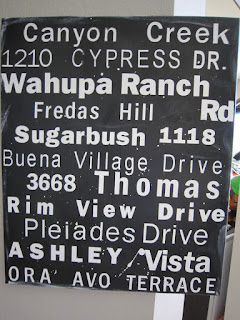 Canyon Creek
1210 CYPRESS DR.
Wahupa Ranch
Fredas Hill Rd
Sugarbush 1118
Buena Village Drive
3668 Thomas
Rim View Drive
Pleiades Drive
ASHLEY/Vista
ORA AVO TERRACE